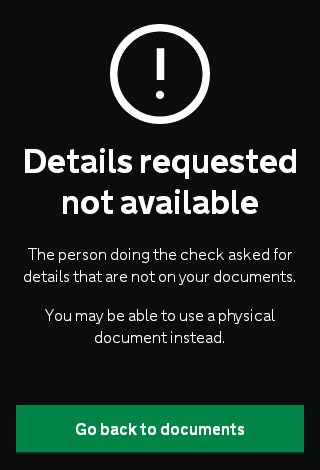 Details requested
not available
The person doing the check asked for
details that are not on your documents.
You may be able to use a physical
document instead.
Go back to documents